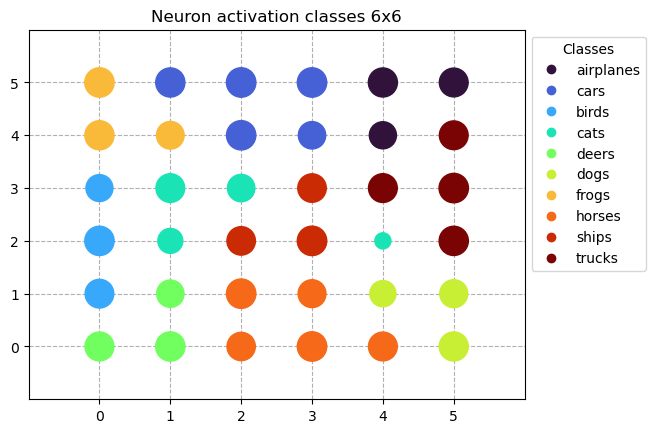 Neuron activation classes 6x6
5
4
3
2
1
0
0 1 2 3 4 5
Classes
airplanes
cars
birds
cats
deers
dogs
frogs
horses
ships
trucks